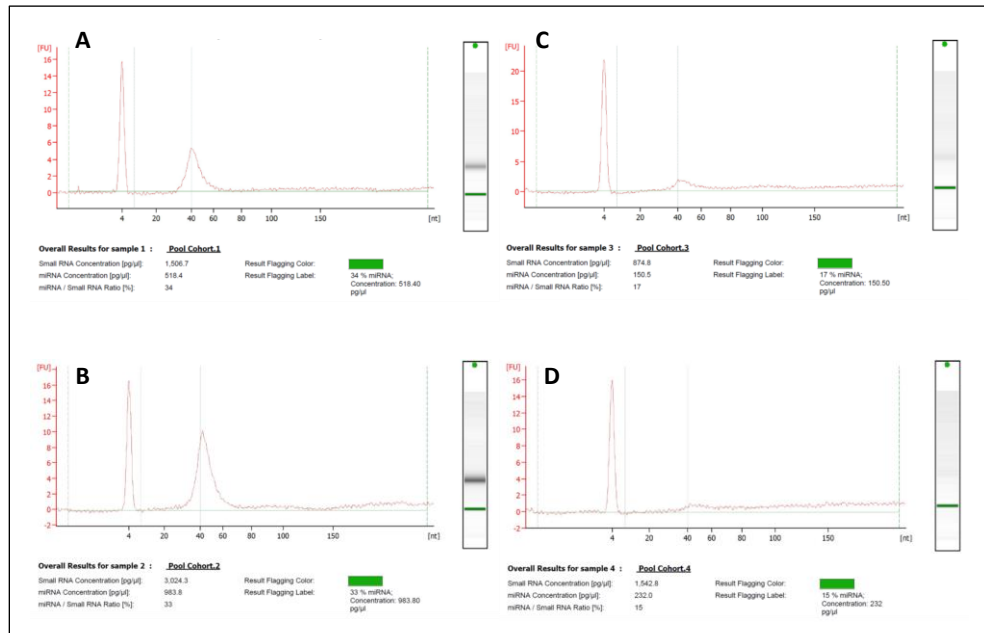 A
[FU]
16
14
12
10
8
6
4
2
0
4 20 40 60 80 100 150 [nt]
Overall Results for sample 1 : Pool Cohort.1
Small RNA Concentration [pg/µl]: 1,506.7 Result Flagging Color:
miRNA Concentration [pg/µl]: 518.4 Result Flagging Label: 34 % miRNA;
miRNA / Small RNA Ratio [%]: 34 Concentration: 518.40
pg/µl
C
[FU]
20
15
10
5
0
4 20 40 60 80 100 150 [nt]
Overall Results for sample 3 : Pool Cohort.3
Small RNA Concentration [pg/µl]: 874.8 Result Flagging Color:
miRNA Concentration [pg/µl]: 150.5 Result Flagging Label: 17 % miRNA;
miRNA / Small RNA Ratio [%]: 17 Concentration: 150.50
pg/µl
B
[FU]
16
14
12
10
8
6
4
2
0
-2
4 20 40 60 80 100 150 [nt]
Overall Results for sample 2 : Pool Cohort.2
Small RNA Concentration [pg/µl]: 3,024.3 Result Flagging Color:
miRNA Concentration [pg/µl]: 983.8 Result Flagging Label: 33 % miRNA;
miRNA / Small RNA Ratio [%]: 33 Concentration: 983.80
pg/µl
D
[FU]
16
14
12
10
8
6
4
2
0
-2
4 20 40 60 80 100 150 [nt]
Overall Results for sample 4 : Pool Cohort.4
Small RNA Concentration [pg/µl]: 1,542.8 Result Flagging Color:
miRNA Concentration [pg/µl]: 232.0 Result Flagging Label: 15 % miRNA;
miRNA / Small RNA Ratio [%]: 15 Concentration: 232
pg/µl